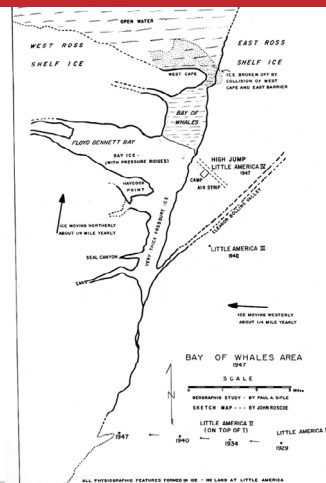 OPEN WATER
WEST ROSS
SHELF ICE
EAST ROSS
SHELF ICE
WEST CAPE
ICE BROKEN OFF BY
COLLISION OF WEST
CAPE AND EAST BARRIER
BAY OF
WHALES
FLOYD BENNETT BAY
BAY ICE -
(WITH PRESSURE RIDGES)
HIGH JUMP
LITTLE AMERICA IV
1947
CAMP
AIR STRIP
HAYCOCK
POINT
ELEANOR BOLLING VALLEY
ICE MOVING NORTHERLY
ABOUT 1/4 MILE YEARLY
VERY THICK PRESSURE ICE
SEAL CANYON
LITTLE AMERICA III
1940
ICE MOVING WESTERLY
ABOUT 1/4 MILE YEARLY
BAY OF WHALES AREA
1947
N
SCALE
Miles
GEOGRAPHIC STUDY - BY PAUL A. SIPLE
SKETCH MAP - - - BY JOHN ROSCOE
LITTLE AMERICA II
(ON TOP OF I)
LITTLE AMERICA I
1947
1940
1934
1929
ALL PHYSIOGRAPHIC FEATURES FORMED IN ICE - NO LAND AT LITTLE AMERICA